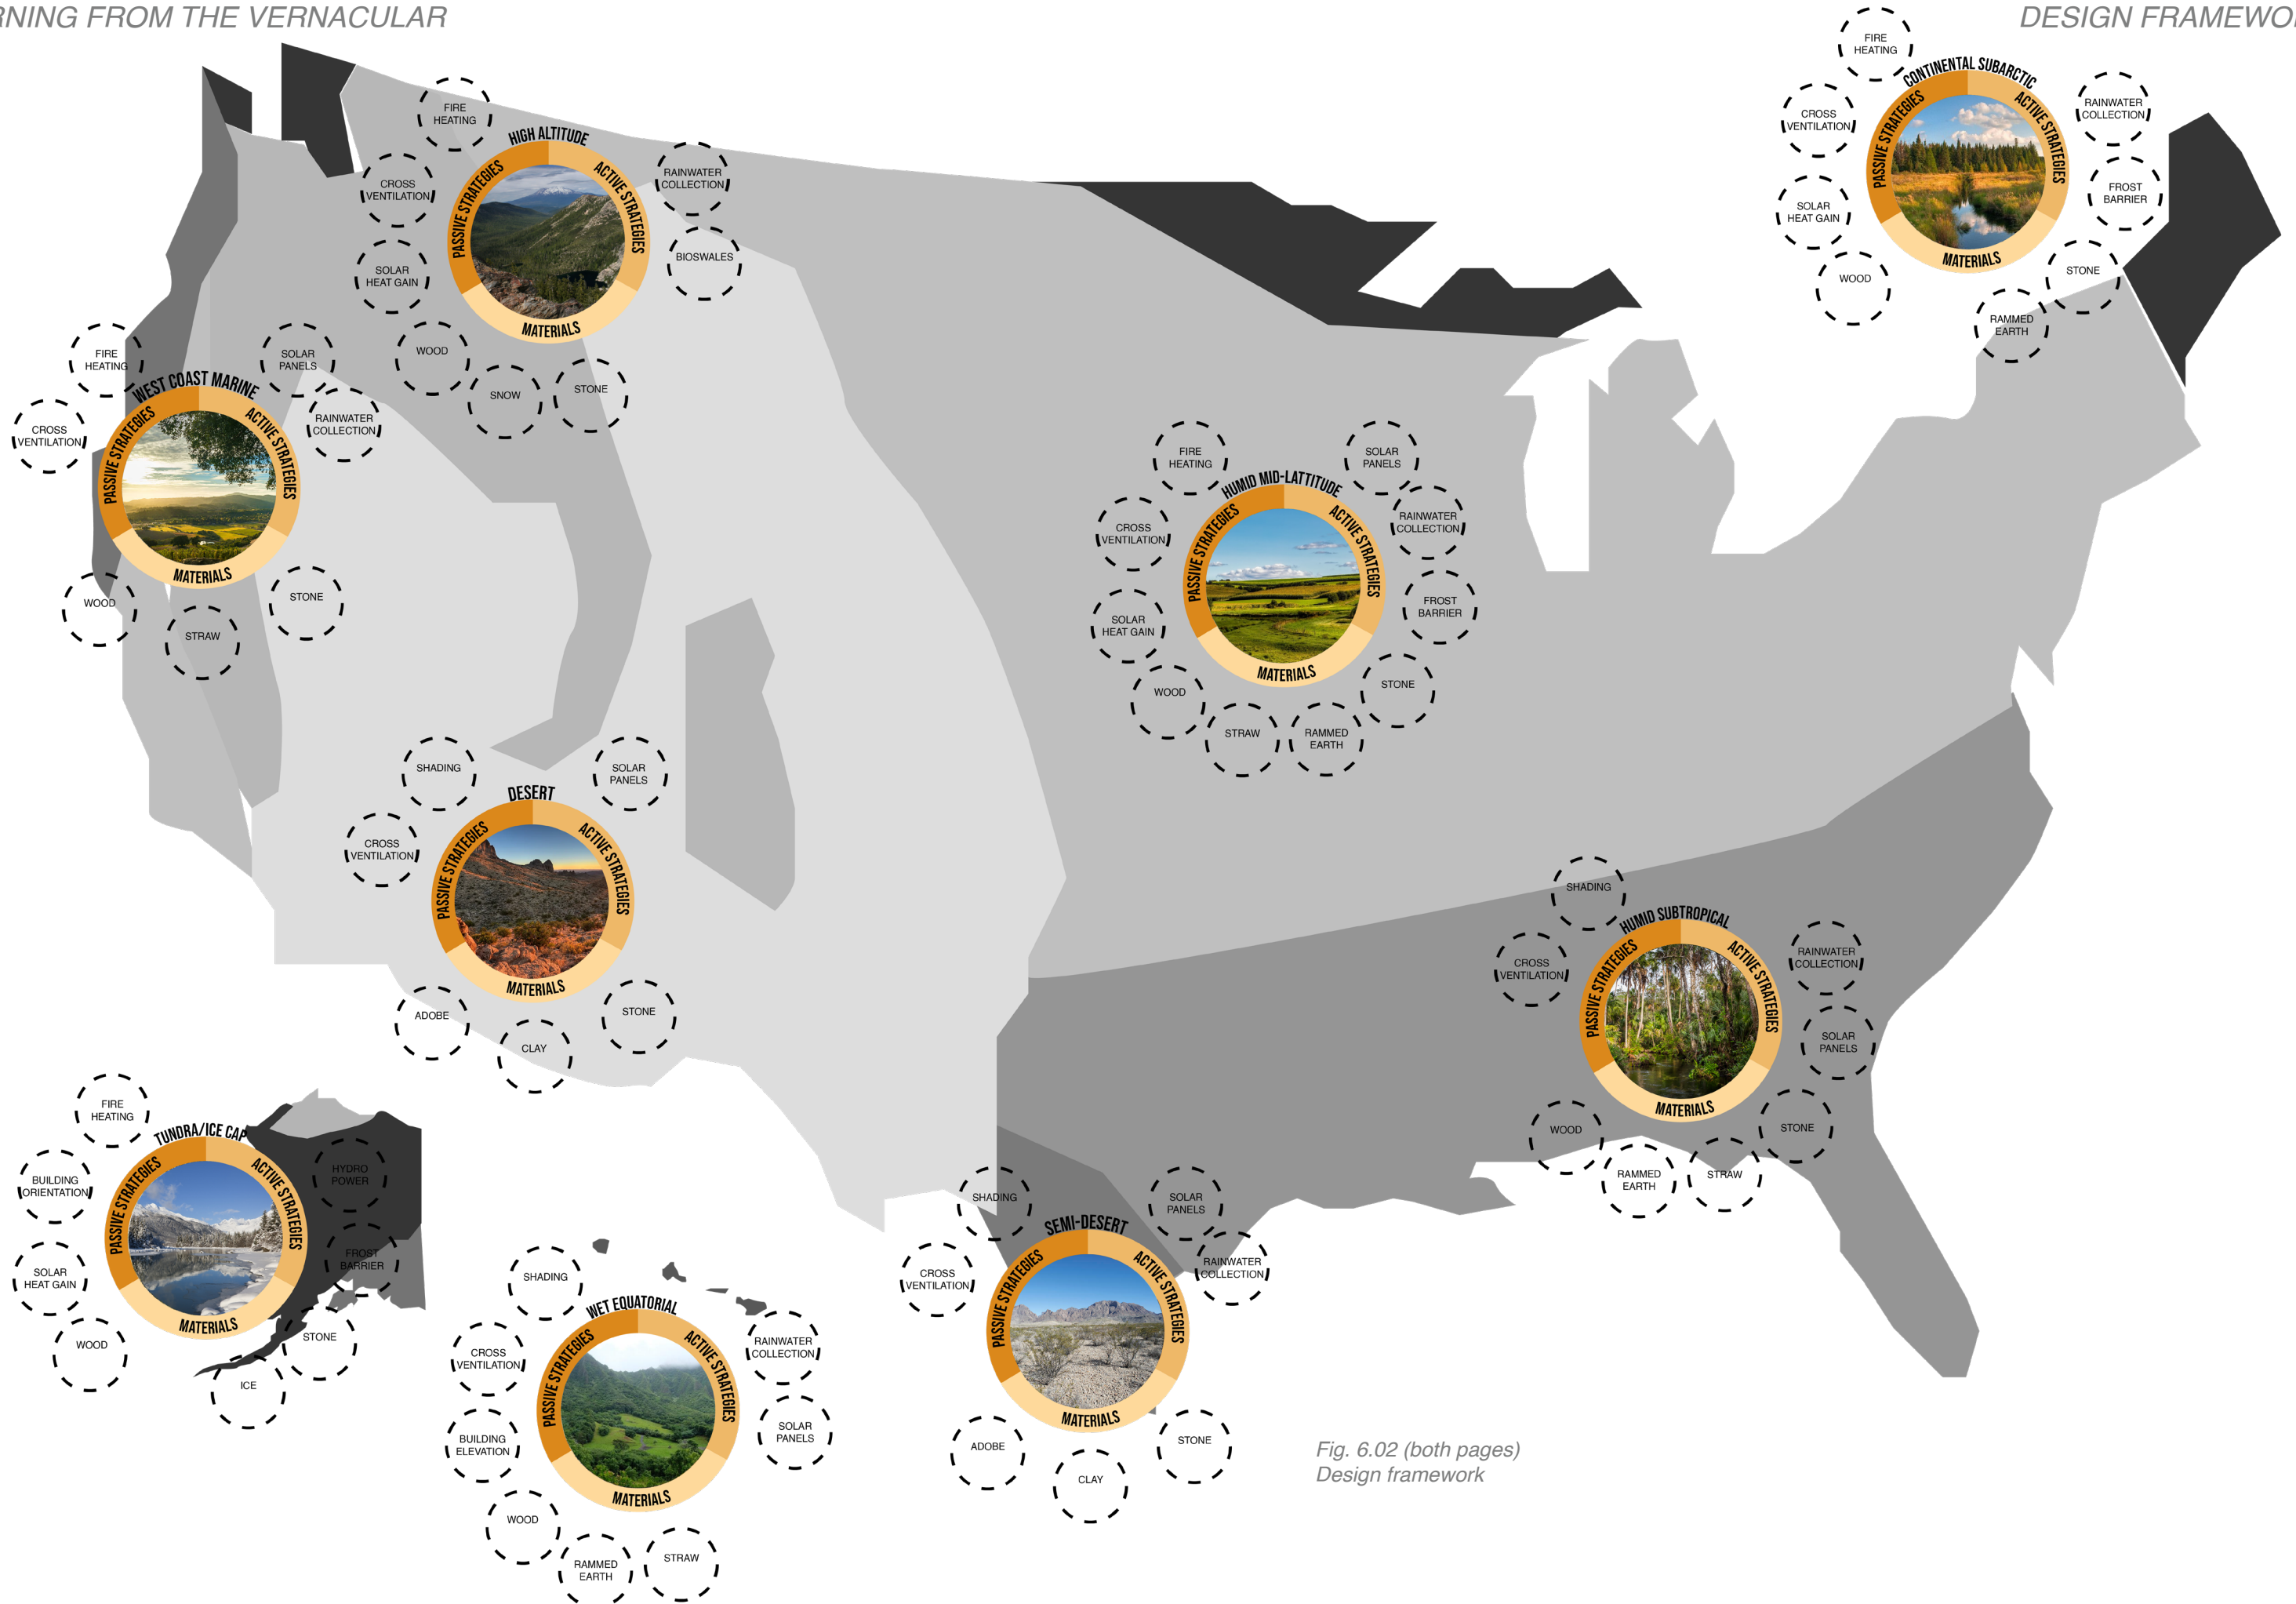 RNING FROM THE VERNACULAR
DESIGN FRAMEWO
FIRE
HEATING
CROSS
VENTILATION
SOLAR
HEAT GAIN
HIGH ALTITUDE
PASSIVE STRATEGIES
ACTIVE STRATEGIES
MATERIALS
RAINWATER
COLLECTION
BIOSWALES
WOOD
SNOW
STONE
FIRE
HEATING
CROSS
VENTILATION
SOLAR
HEAT GAIN
CONTINENTAL SUBARCTIC
PASSIVE STRATEGIES
ACTIVE STRATEGIES
MATERIALS
RAINWATER
COLLECTION
FROST
BARRIER
WOOD
RAMMED
EARTH
STONE
FIRE
HEATING
CROSS
VENTILATION
WEST COAST MARINE
PASSIVE STRATEGIES
ACTIVE STRATEGIES
MATERIALS
SOLAR
PANELS
RAINWATER
COLLECTION
WOOD
STRAW
STONE
FIRE
HEATING
CROSS
VENTILATION
SOLAR
HEAT GAIN
HUMID MID-LATTITUDE
PASSIVE STRATEGIES
ACTIVE STRATEGIES
MATERIALS
SOLAR
PANELS
RAINWATER
COLLECTION
FROST
BARRIER
WOOD
STRAW
RAMMED
EARTH
STONE
SHADING
CROSS
VENTILATION
DESERT
PASSIVE STRATEGIES
ACTIVE STRATEGIES
MATERIALS
SOLAR
PANELS
ADOBE
CLAY
STONE
SHADING
CROSS
VENTILATION
HUMID SUBTROPICAL
PASSIVE STRATEGIES
ACTIVE STRATEGIES
MATERIALS
RAINWATER
COLLECTION
SOLAR
PANELS
WOOD
RAMMED
EARTH
STRAW
STONE
FIRE
HEATING
BUILDING
ORIENTATION
SOLAR
HEAT GAIN
TUNDRA/ICE CAP
PASSIVE STRATEGIES
ACTIVE STRATEGIES
MATERIALS
HYDRO
POWER
FROST
BARRIER
WOOD
ICE
STONE
SHADING
CROSS
VENTILATION
BUILDING
ELEVATION
WET EQUATORIAL
PASSIVE STRATEGIES
ACTIVE STRATEGIES
MATERIALS
RAINWATER
COLLECTION
SOLAR
PANELS
WOOD
RAMMED
EARTH
STRAW
SHADING
CROSS
VENTILATION
SEMI-DESERT
PASSIVE STRATEGIES
ACTIVE STRATEGIES
MATERIALS
SOLAR
PANELS
RAINWATER
COLLECTION
ADOBE
CLAY
STONE
Fig. 6.02 (both pages)
Design framework